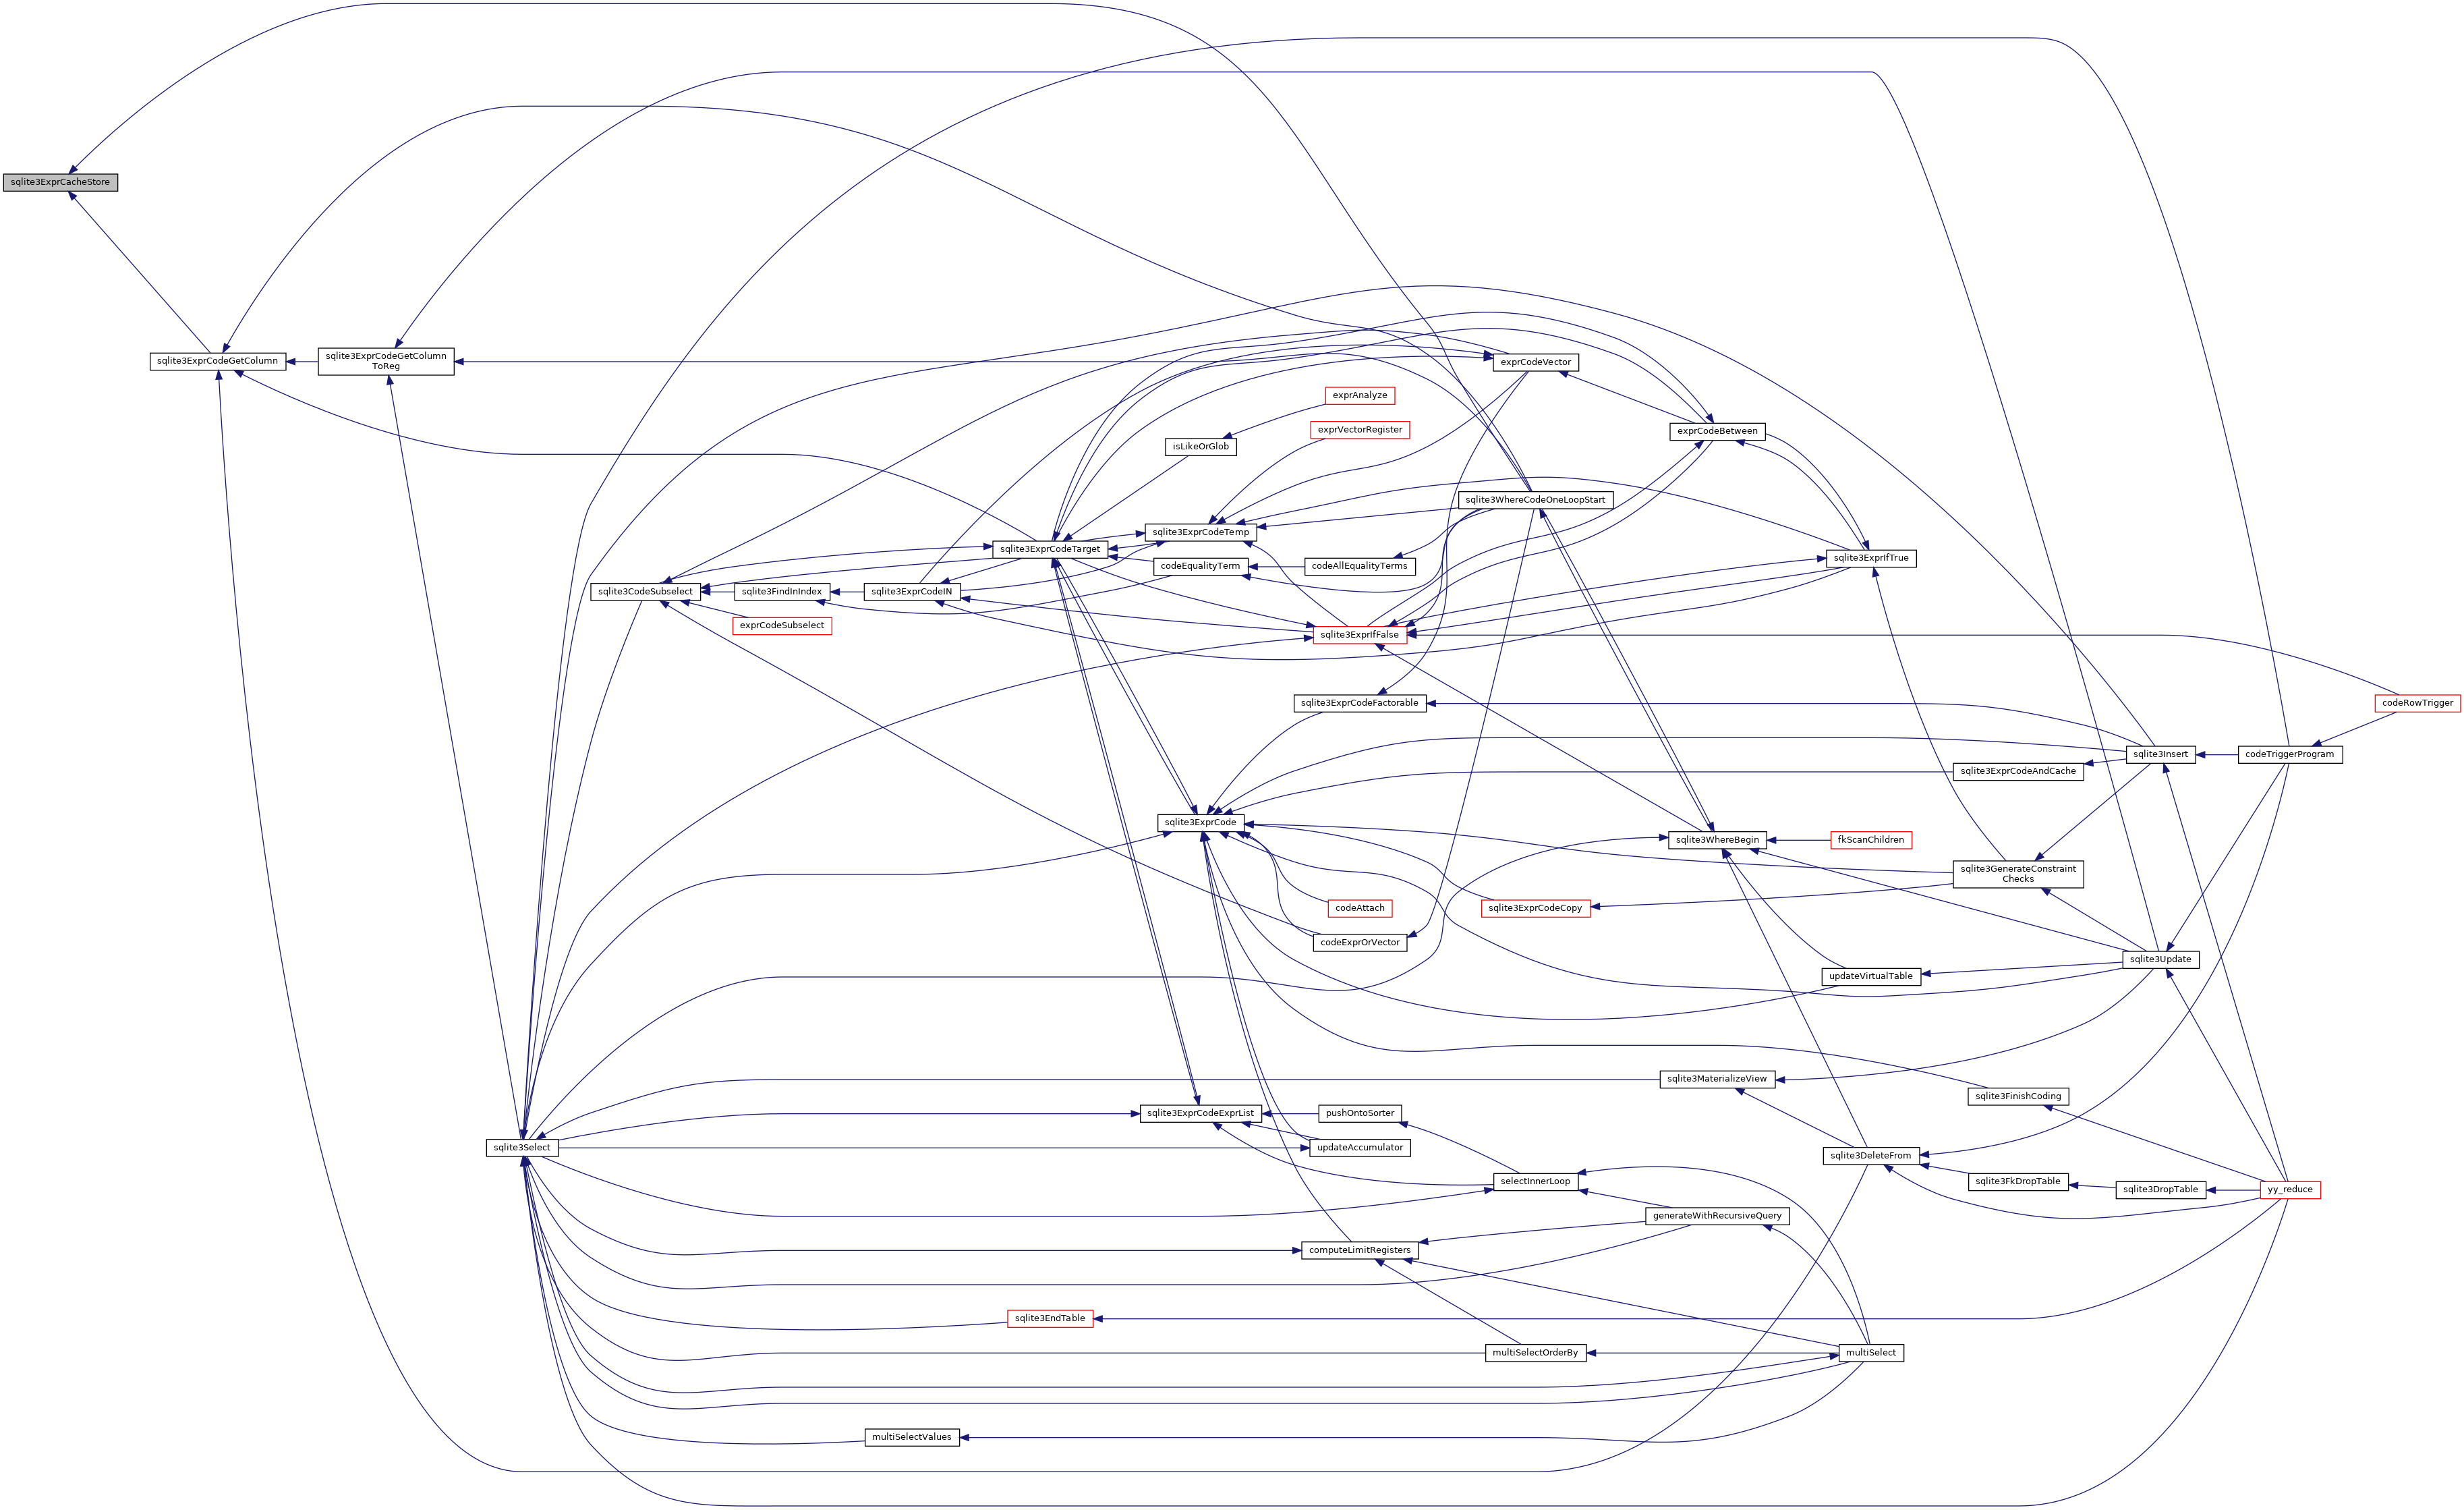 sqlite3ExprCacheStore
sqlite3ExprCodeGetColumn
sqlite3ExprCodeGetColumn
ToReg
exprCodeVector
exprAnalyze
exprVectorRegister
exprCodeBetween
isLikeOrGlob
sqlite3WhereCodeOneLoopStart
sqlite3ExprCodeTemp
sqlite3ExprCodeTarget
sqlite3ExprIfTrue
codeEqualityTerm
codeAllEqualityTerms
sqlite3CodeSubselect
sqlite3FindInIndex
sqlite3ExprCodeIN
exprCodeSubselect
sqlite3ExprIfFalse
sqlite3ExprCodeFactorable
codeRowTrigger
sqlite3Insert
codeTriggerProgram
sqlite3ExprCodeAndCache
sqlite3ExprCode
sqlite3WhereBegin
fkScanChildren
sqlite3GenerateConstraint
Checks
codeAttach
sqlite3ExprCodeCopy
codeExprOrVector
sqlite3Update
updateVirtualTable
sqlite3MaterializeView
sqlite3FinishCoding
sqlite3ExprCodeExprList
pushOntoSorter
sqlite3Select
updateAccumulator
sqlite3DeleteFrom
selectInnerLoop
sqlite3FkDropTable
sqlite3DropTable
yy_reduce
generateWithRecursiveQuery
computeLimitRegisters
sqlite3EndTable
multiSelectOrderBy
multiSelect
multiSelectValues